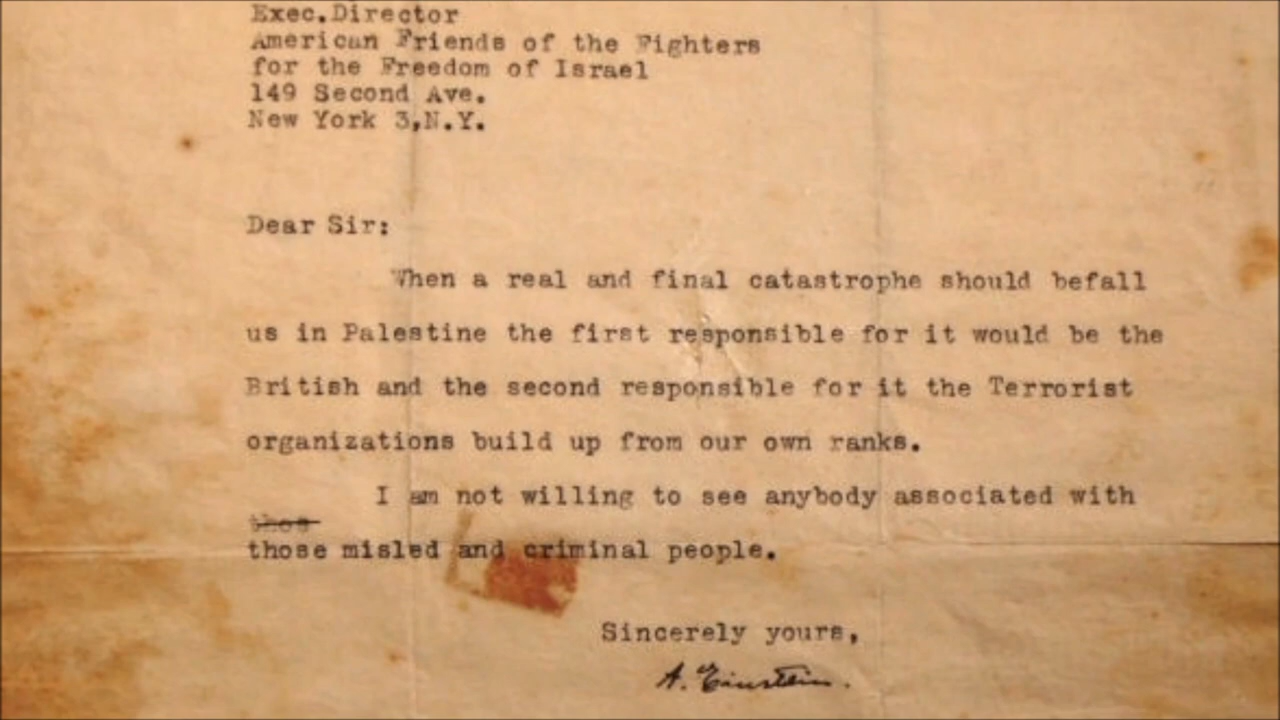 Exec.Director
American Friends of the Fighters
for the Freedom of Israel
149 Second Ave.
New York 3,N.Y.
Dear Sir:
When a real and final catastrophe should befall
us in Palestine the first responsible for it would be the
British and the second responsible for it the Terrorist
organizations build up from our own ranks.
I am not willing to see anybody associated with
thos
those misled and criminal people.
Sincerely yours,
A. Einstein.